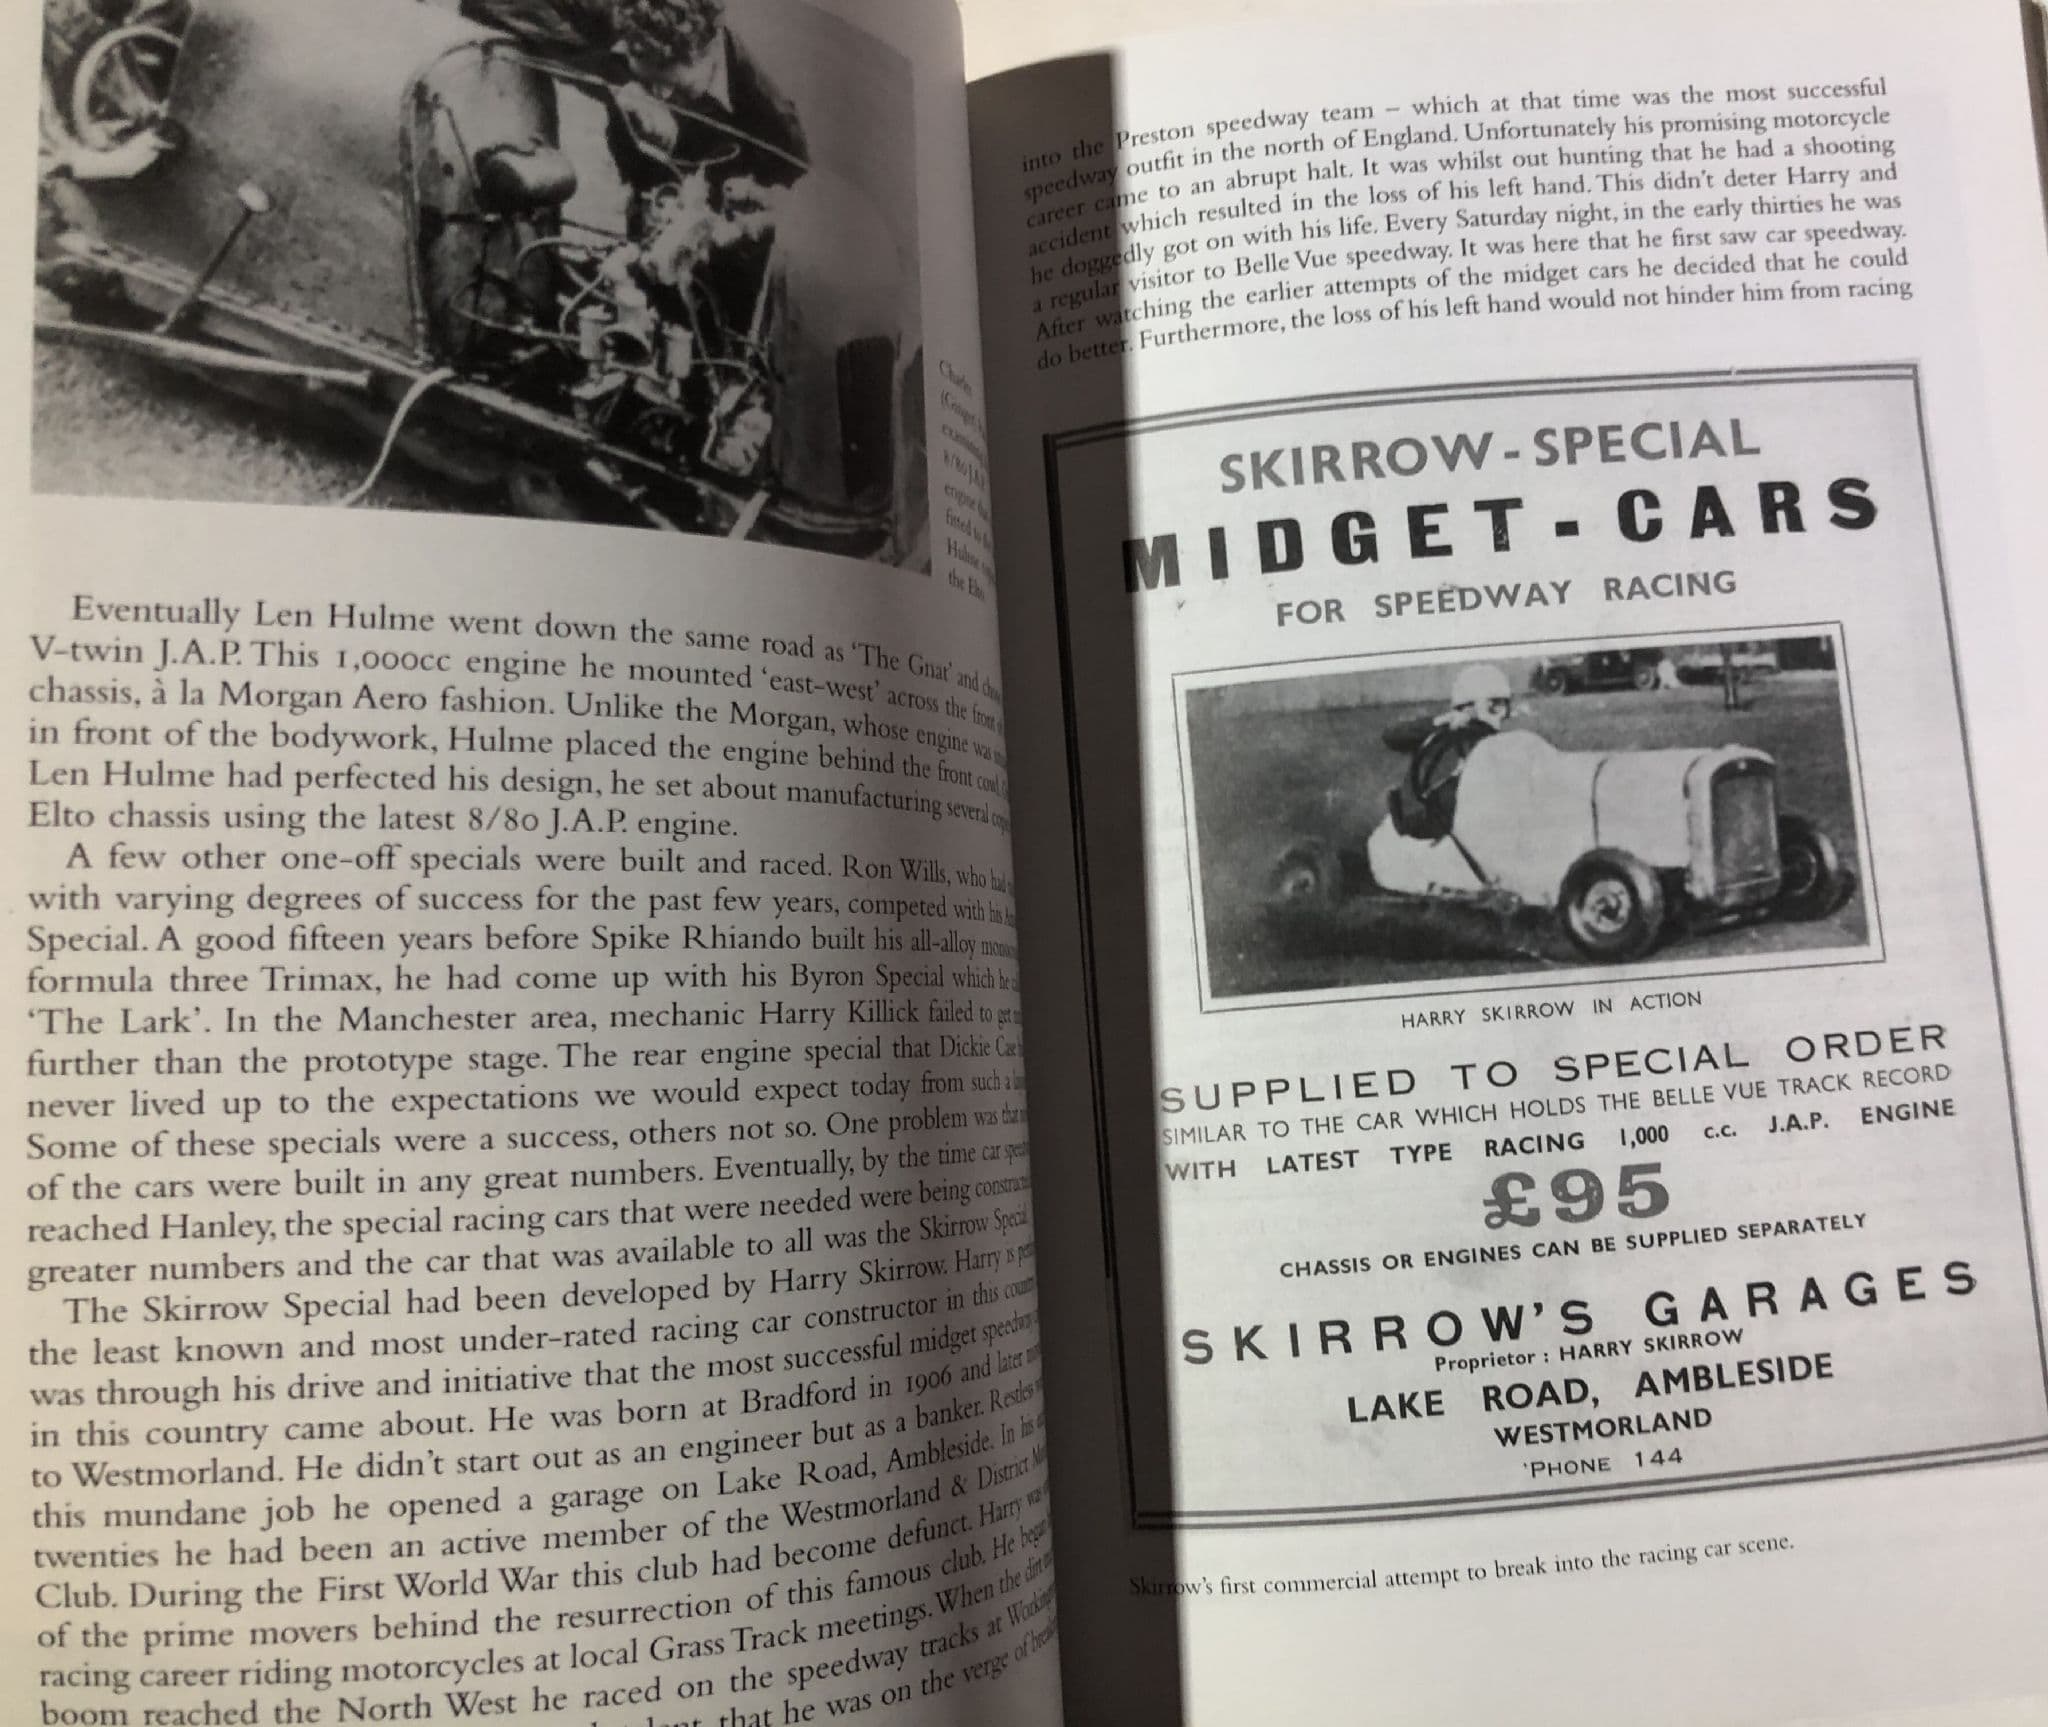 Eventually Len Hulme went down the same road as 'The Gnat' and
V-twin J.A.P. This 1,000cc engine he mounted 'east-west' across the front
chassis, à la Morgan Aero fashion. Unlike the Morgan, whose engine was
in front of the bodywork, Hulme placed the engine behind the front cowl.
Len Hulme had perfected his design, he set about manufacturing several
Elto chassis using the latest 8/80 J.A.P. engine.
A few other one-off specials were built and raced. Ron Wills, who had
with varying degrees of success for the past few years, competed with his
Special. A good fifteen years before Spike Rhiando built his all-alloy
formula three Trimax, he had come up with his Byron Special which he
'The Lark'. In the Manchester area, mechanic Harry Killick failed to get
further than the prototype stage. The rear engine special that Dickie Case
never lived up to the expectations we would expect today from such a
Some of these specials were a success, others not so. One problem was that
of the cars were built in any great numbers. Eventually, by the time car
reached Hanley, the special racing cars that were needed were being
greater numbers and the car that was available to all was the Skirrow Special.
The Skirrow Special had been developed by Harry Skirrow. Harry is
the least known and most under-rated racing car constructor in this
was through his drive and initiative that the most successful midget speedway
in this country came about. He was born at Bradford in 1906 and later
to Westmorland. He didn't start out as an engineer but as a banker. Restless
this mundane job he opened a garage on Lake Road, Ambleside. In his
twenties he had been an active member of the Westmorland & District
Club. During the First World War this club had become defunct. Harry was
of the prime movers behind the resurrection of this famous club. He began
racing career riding motorcycles at local Grass Track meetings. When the dirt
boom reached the North West he raced on the speedway tracks at
that he was on the verge of
Charles
the Elto
into the Preston speedway team – which at that time was the most successful
speedway outfit in the north of England. Unfortunately his promising motorcycle
career came to an abrupt halt. It was whilst out hunting that he had a shooting
accident which resulted in the loss of his left hand. This didn't deter Harry and
he doggedly got on with his life. Every Saturday night, in the early thirties he was
a regular visitor to Belle Vue speedway. It was here that he first saw car speedway.
After watching the earlier attempts of the midget cars he decided that he could
do better. Furthermore, the loss of his left hand would not hinder him from racing
SKIRROW-SPECIAL
MIDGET-CARS
FOR SPEEDWAY RACING
HARRY SKIRROW IN ACTION
SUPPLIED TO SPECIAL ORDER
SIMILAR TO THE CAR WHICH HOLDS THE BELLE VUE TRACK RECORD
WITH LATEST TYPE RACING 1,000 c.c. J.A.P. ENGINE
£95
CHASSIS OR ENGINES CAN BE SUPPLIED SEPARATELY
SKIRROW'S GARAGES
Proprietor : HARRY SKIRROW
LAKE ROAD, AMBLESIDE
WESTMORLAND
'PHONE 144
Skirrow's first commercial attempt to break into the racing car scene.